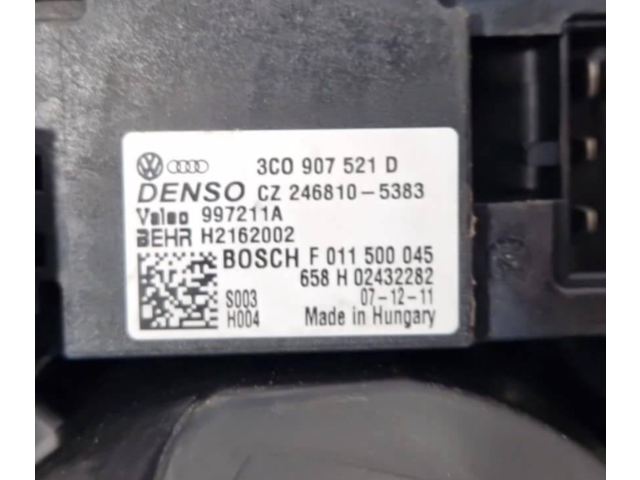 3C0 907 521 D
DENSO CZ 246810-5383
Valeo 997211A
BEHR H2162002
BOSCH F 011 500 045
658 H 02432282
S003 07-12-11
H004 Made in Hungary